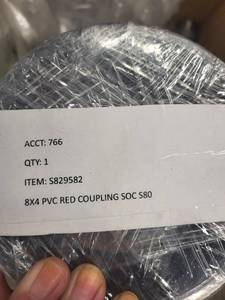 ACCT: 766
QTY: 1
ITEM: S829582
8X4 PVC RED COUPLING SOC S80